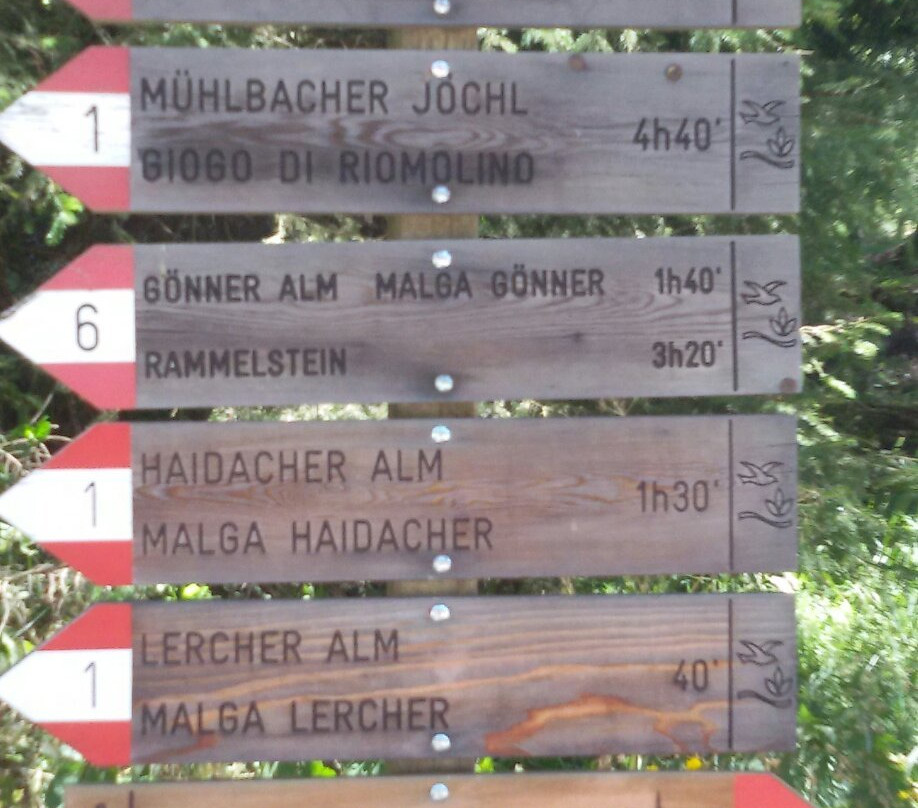 1
MÜHLBACHER JÖCHL
GIOGO DI RIOMOLINO
4h40'
6
GÖNNER ALM MALGA GÖNNER 1h40'
RAMMELSTEIN 3h20'
1
HAIDACHER ALM
MALGA HAIDACHER
1h30'
1
LERCHER ALM
MALGA LERCHER
40'